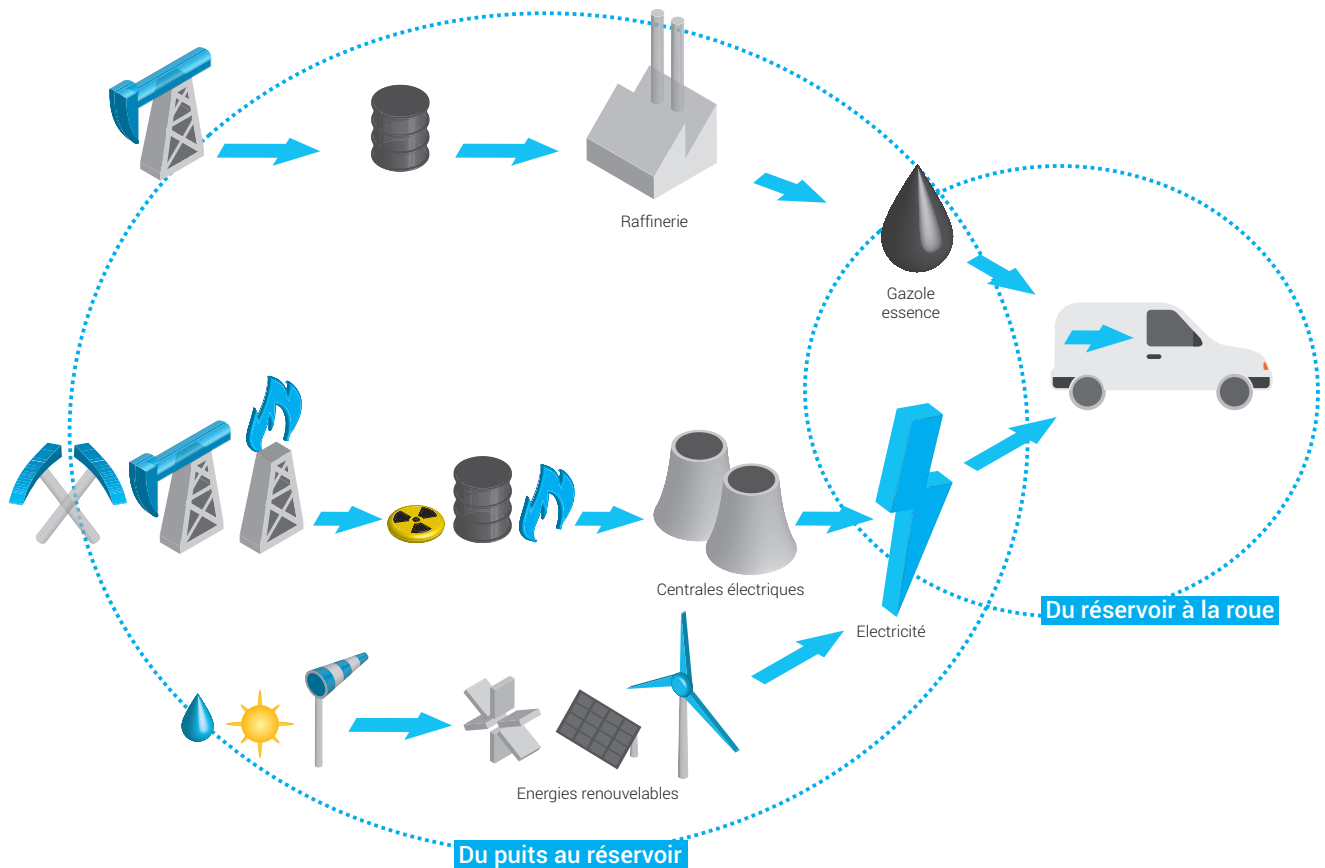 Raffinerie
Gazole
essence
Centrales électriques
Electricité
Du réservoir à la roue
Energies renouvelables
Du puits au réservoir